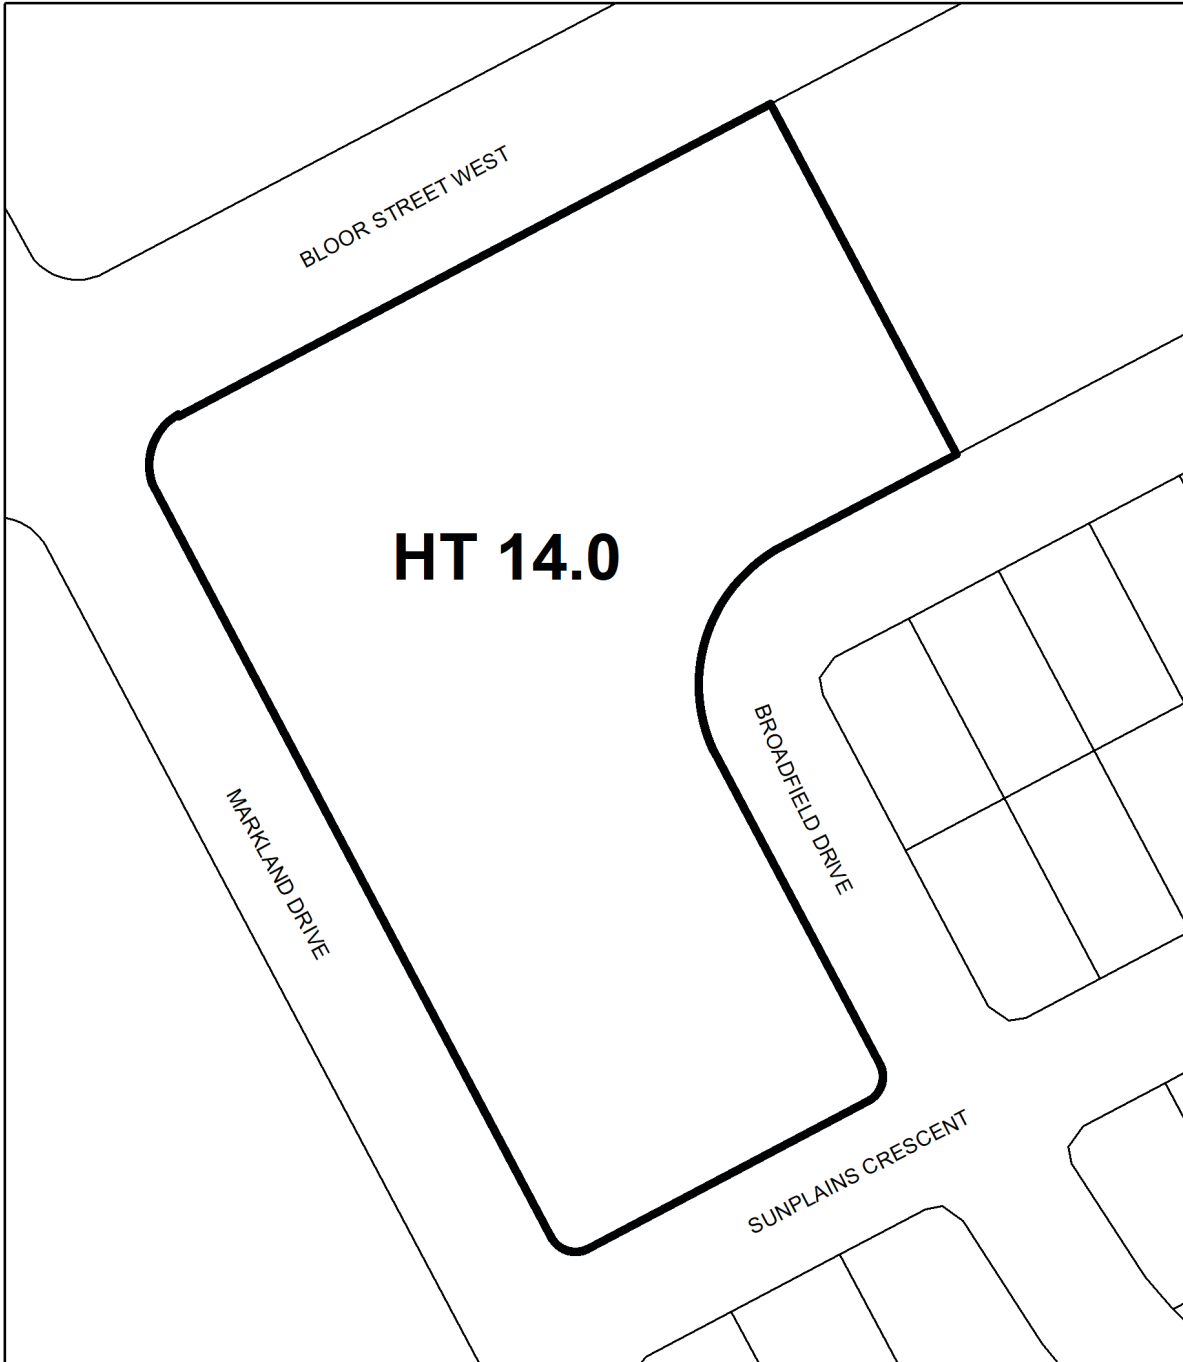 BLOOR STREET WEST
HT 14.0
BROADFIELD DRIVE
MARKLAND DRIVE
SUNPLAINS CRESCENT